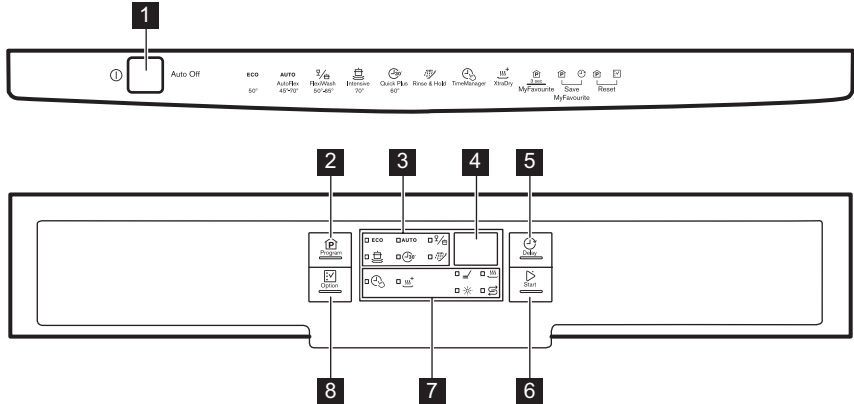 1
Auto Off
ECO
50°
AUTO
AutoFlex
45°-70°
FlexiWash
50°-65°
Intensive
70°
30'
Quick Plus
60°
Rinse & Hold
TimeManager
XtraDry
P
3 sec.
MyFavourite
P
Save
MyFavourite
P
Reset
2
3
4
5
P
Program
ECO
AUTO
30'
Delay
Option
Start
8
7
6